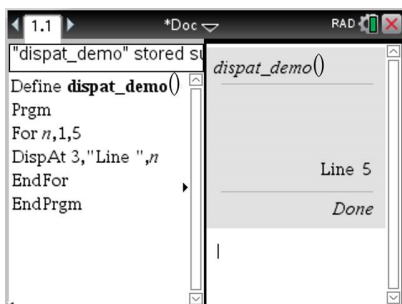 1.1 *Doc RAD
"dispat_demo" stored su
Define dispat_demo()
Prgm
For n,1,5
DispAt 3,"Line ",n
EndFor
EndPrgm
dispat_demo()
Line 5
Done